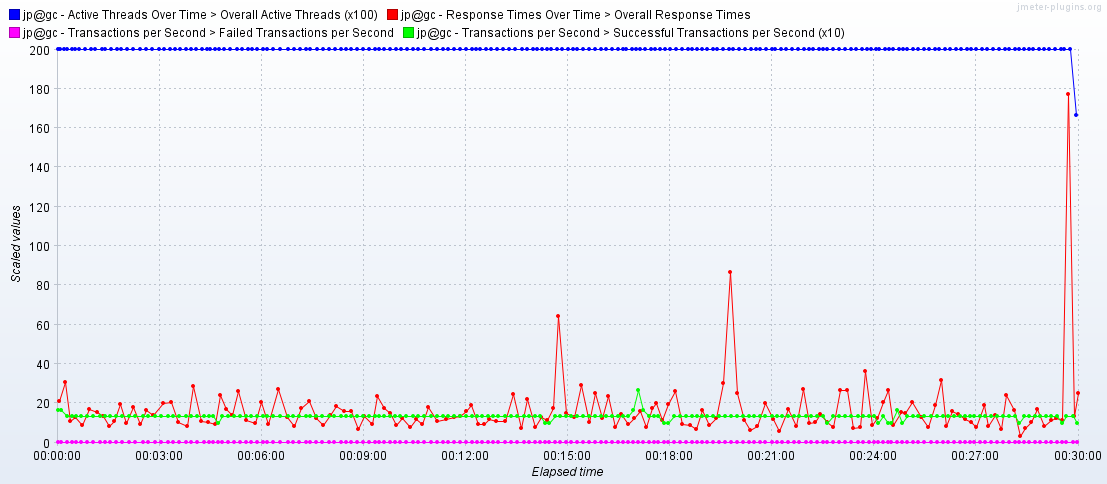 jmeter-plugins.org
jp@gc - Active Threads Over Time > Overall Active Threads (x100) jp@gc - Response Times Over Time > Overall Response Times
jp@gc - Transactions per Second > Failed Transactions per Second jp@gc - Transactions per Second > Successful Transactions per Second (x10)
200
180
160
140
120
100
80
60
40
20
0
Scaled values
00:00:00 00:03:00 00:06:00 00:09:00 00:12:00 00:15:00 00:18:00 00:21:00 00:24:00 00:27:00 00:30:00
Elapsed time